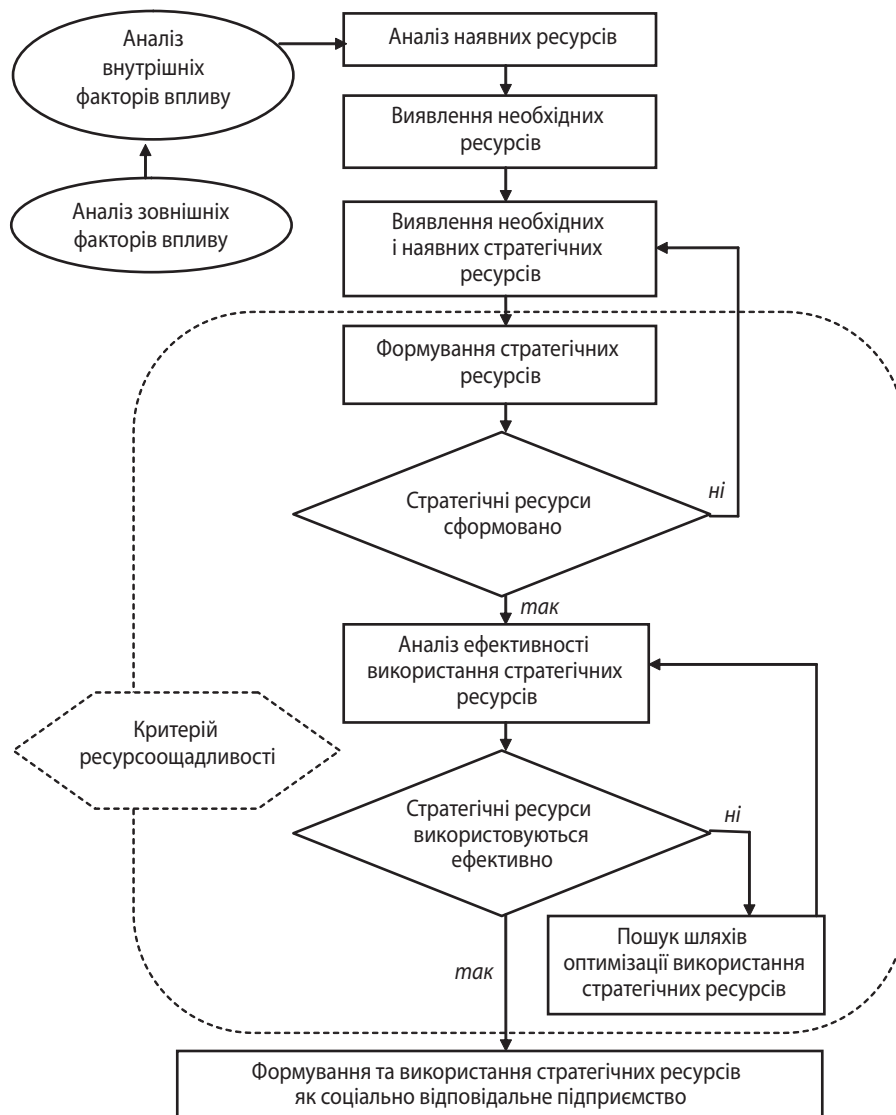 Аналіз
внутрішніх
факторів впливу
Аналіз наявних ресурсів
Виявлення необхідних
ресурсів
Аналіз зовнішніх
факторів впливу
Виявлення необхідних
і наявних стратегічних
ресурсів
Формування стратегічних
ресурсів
Стратегічні ресурси
сформовано
ні
так
Аналіз ефективності
використання стратегічних
ресурсів
Критерій
ресурсоощадливості
Стратегічні ресурси
використовуються
ефективно
ні
Пошук шляхів
оптимізації використання
стратегічних ресурсів
так
Формування та використання стратегічних ресурсів
як соціально відповідальне підприємство